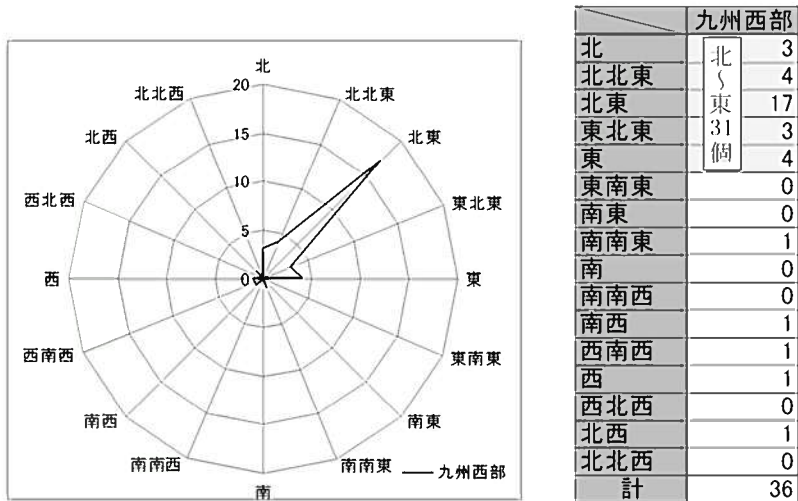 北
北北東
北東
東北東
東
東南東
南東
南南東
南
南南西
南西
西南西
西
西北西
北西
北北西
20
15
10
5
0
九州西部
九州西部
北 3
北北東 4
北東 17
東北東 3
東 4
東南東 0
南東 0
南南東 1
南 0
南南西 0
南西 1
西南西 1
西 1
西北西 0
北西 1
北北西 0
計 36
北~東31個